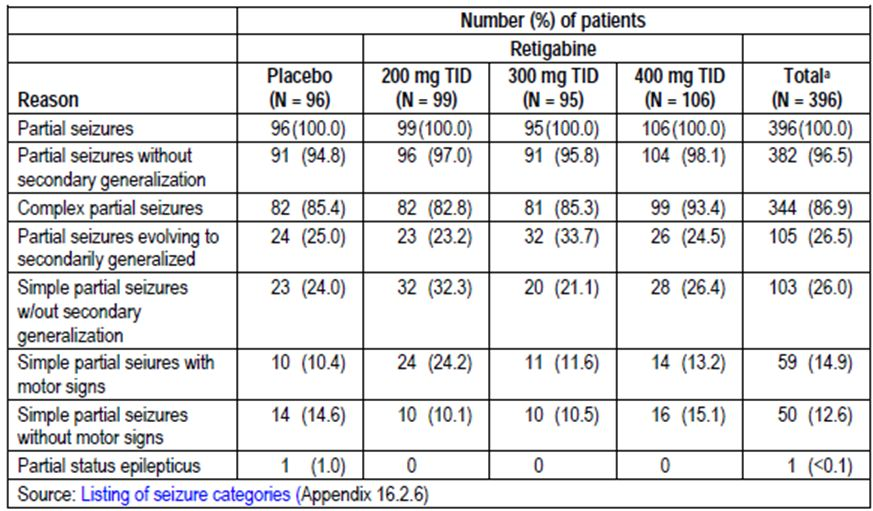 Number (%) of patients
Retigabine
Reason Placebo (N = 96) 200 mg TID (N = 99) 300 mg TID (N = 95) 400 mg TID (N = 106) Totalᵃ (N = 396)
Partial seizures 96(100.0) 99(100.0) 95(100.0) 106(100.0) 396(100.0)
Partial seizures without 91 (94.8) 96 (97.0) 91 (95.8) 104 (98.1) 382 (96.5)
secondary generalization
Complex partial seizures 82 (85.4) 82 (82.8) 81 (85.3) 99 (93.4) 344 (86.9)
Partial seizures evolving to 24 (25.0) 23 (23.2) 32 (33.7) 26 (24.5) 105 (26.5)
secondarily generalized
Simple partial seizures 23 (24.0) 32 (32.3) 20 (21.1) 28 (26.4) 103 (26.0)
w/out secondary
generalization
Simple partial seiures with 10 (10.4) 24 (24.2) 11 (11.6) 14 (13.2) 59 (14.9)
motor signs
Simple partial seizures 14 (14.6) 10 (10.1) 10 (10.5) 16 (15.1) 50 (12.6)
without motor signs
Partial status epilepticus 1 (1.0) 0 0 0 1 (<0.1)
Source: Listing of seizure categories (Appendix 16.2.6)